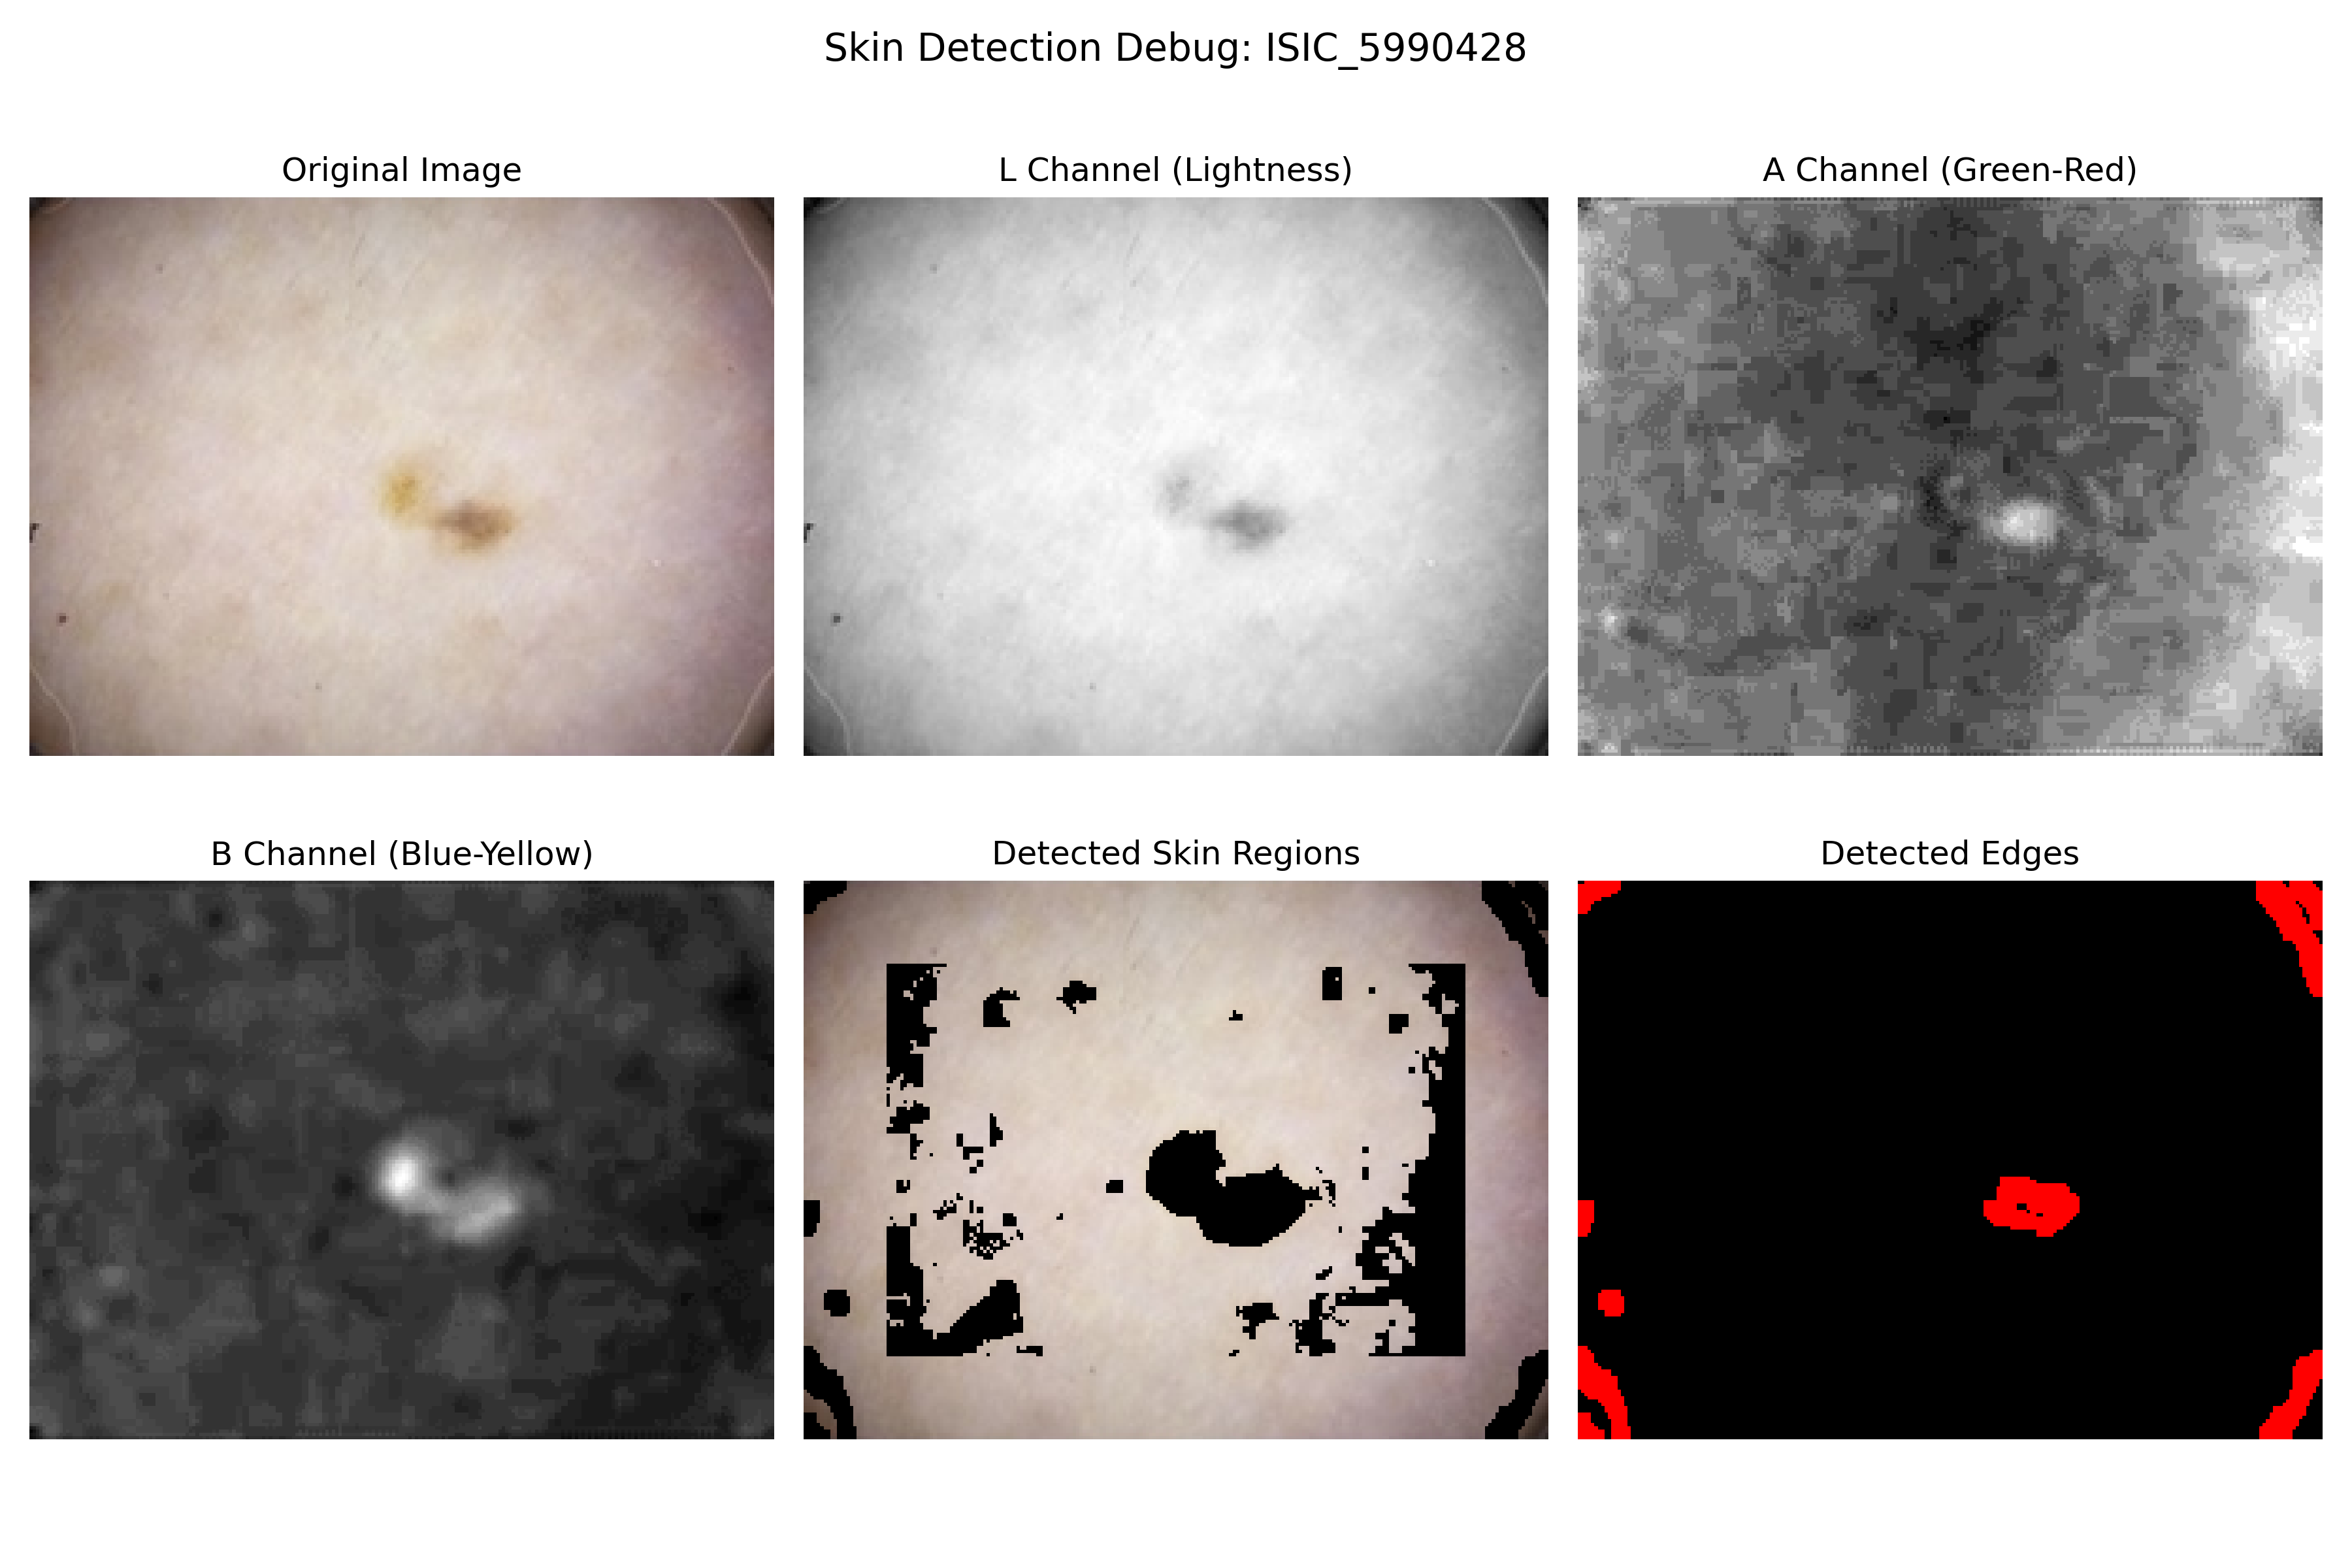 Skin Detection Debug: ISIC_5990428
Original Image
L Channel (Lightness)
A Channel (Green-Red)
B Channel (Blue-Yellow)
Detected Skin Regions
Detected Edges